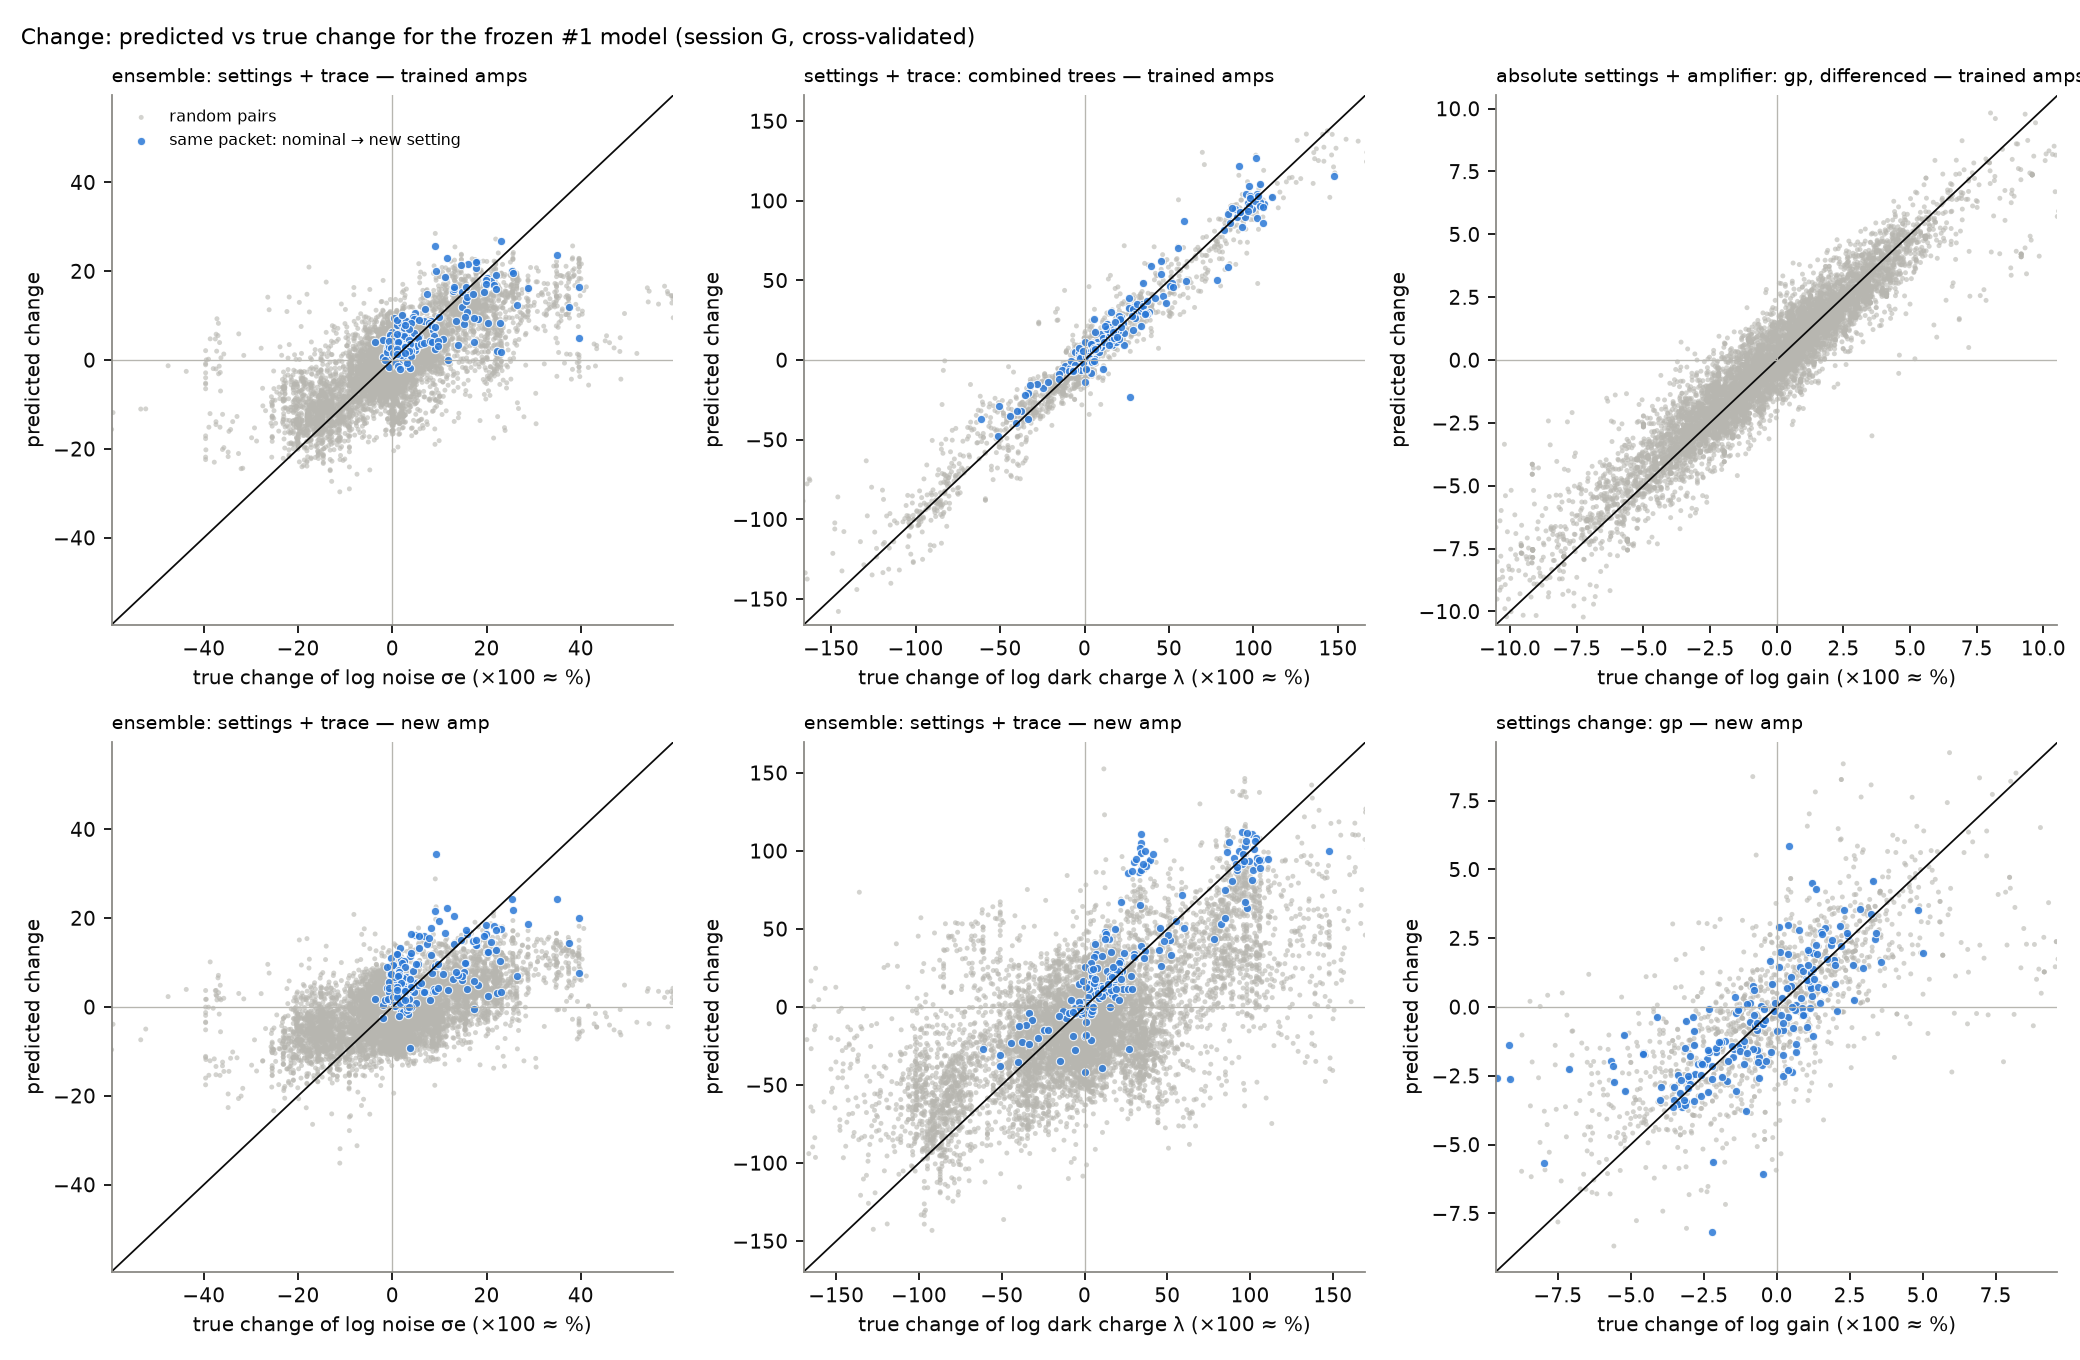 Change: predicted vs true change for the frozen #1 model (session G, cross-validated)
ensemble: settings + trace — trained amps
random pairs
same packet: nominal → new setting
40
20
0
−20
−40
predicted change
−40 −20 0 20 40
true change of log noise σe (×100 ≈ %)
settings + trace: combined trees — trained amps
150
100
50
0
−50
−100
−150
predicted change
−150 −100 −50 0 50 100 150
true change of log dark charge λ (×100 ≈ %)
absolute settings + amplifier: gp, differenced — trained amps
10.0
7.5
5.0
2.5
0.0
−2.5
−5.0
−7.5
−10.0
predicted change
−10.0 −7.5 −5.0 −2.5 0.0 2.5 5.0 7.5 10.0
true change of log gain (×100 ≈ %)
ensemble: settings + trace — new amp
40
20
0
−20
−40
predicted change
−40 −20 0 20 40
true change of log noise σe (×100 ≈ %)
ensemble: settings + trace — new amp
150
100
50
0
−50
−100
−150
predicted change
−150 −100 −50 0 50 100 150
true change of log dark charge λ (×100 ≈ %)
settings change: gp — new amp
7.5
5.0
2.5
0.0
−2.5
−5.0
−7.5
predicted change
−7.5 −5.0 −2.5 0.0 2.5 5.0 7.5
true change of log gain (×100 ≈ %)